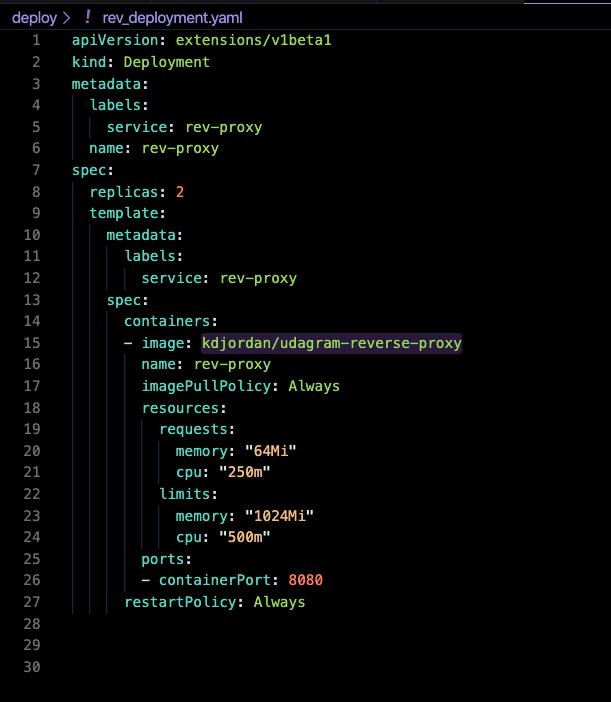 deploy > ! rev_deployment.yaml
1 apiVersion: extensions/v1beta1
2 kind: Deployment
3 metadata:
4   labels:
5     service: rev-proxy
6   name: rev-proxy
7 spec:
8   replicas: 2
9   template:
10     metadata:
11       labels:
12         service: rev-proxy
13     spec:
14       containers:
15       - image: kdjordan/udagram-reverse-proxy
16         name: rev-proxy
17         imagePullPolicy: Always
18         resources:
19           requests:
20             memory: "64Mi"
21             cpu: "250m"
22           limits:
23             memory: "1024Mi"
24             cpu: "500m"
25         ports:
26         - containerPort: 8080
27       restartPolicy: Always
28
29
30